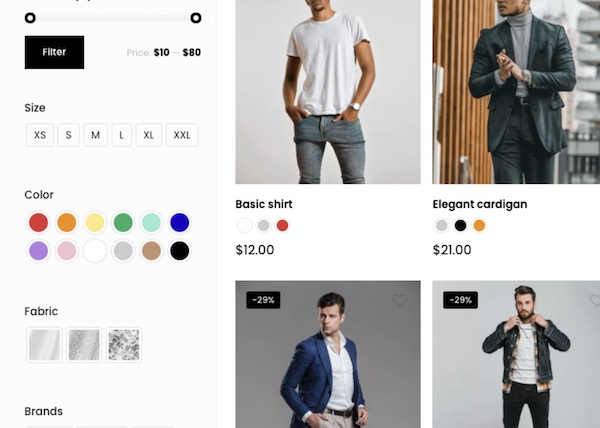 Filter
Price: $10 — $80
Size
XS S M L XL XXL
Color
Fabric
Brands
Basic shirt
$12.00
Elegant cardigan
$21.00
-29%
-29%